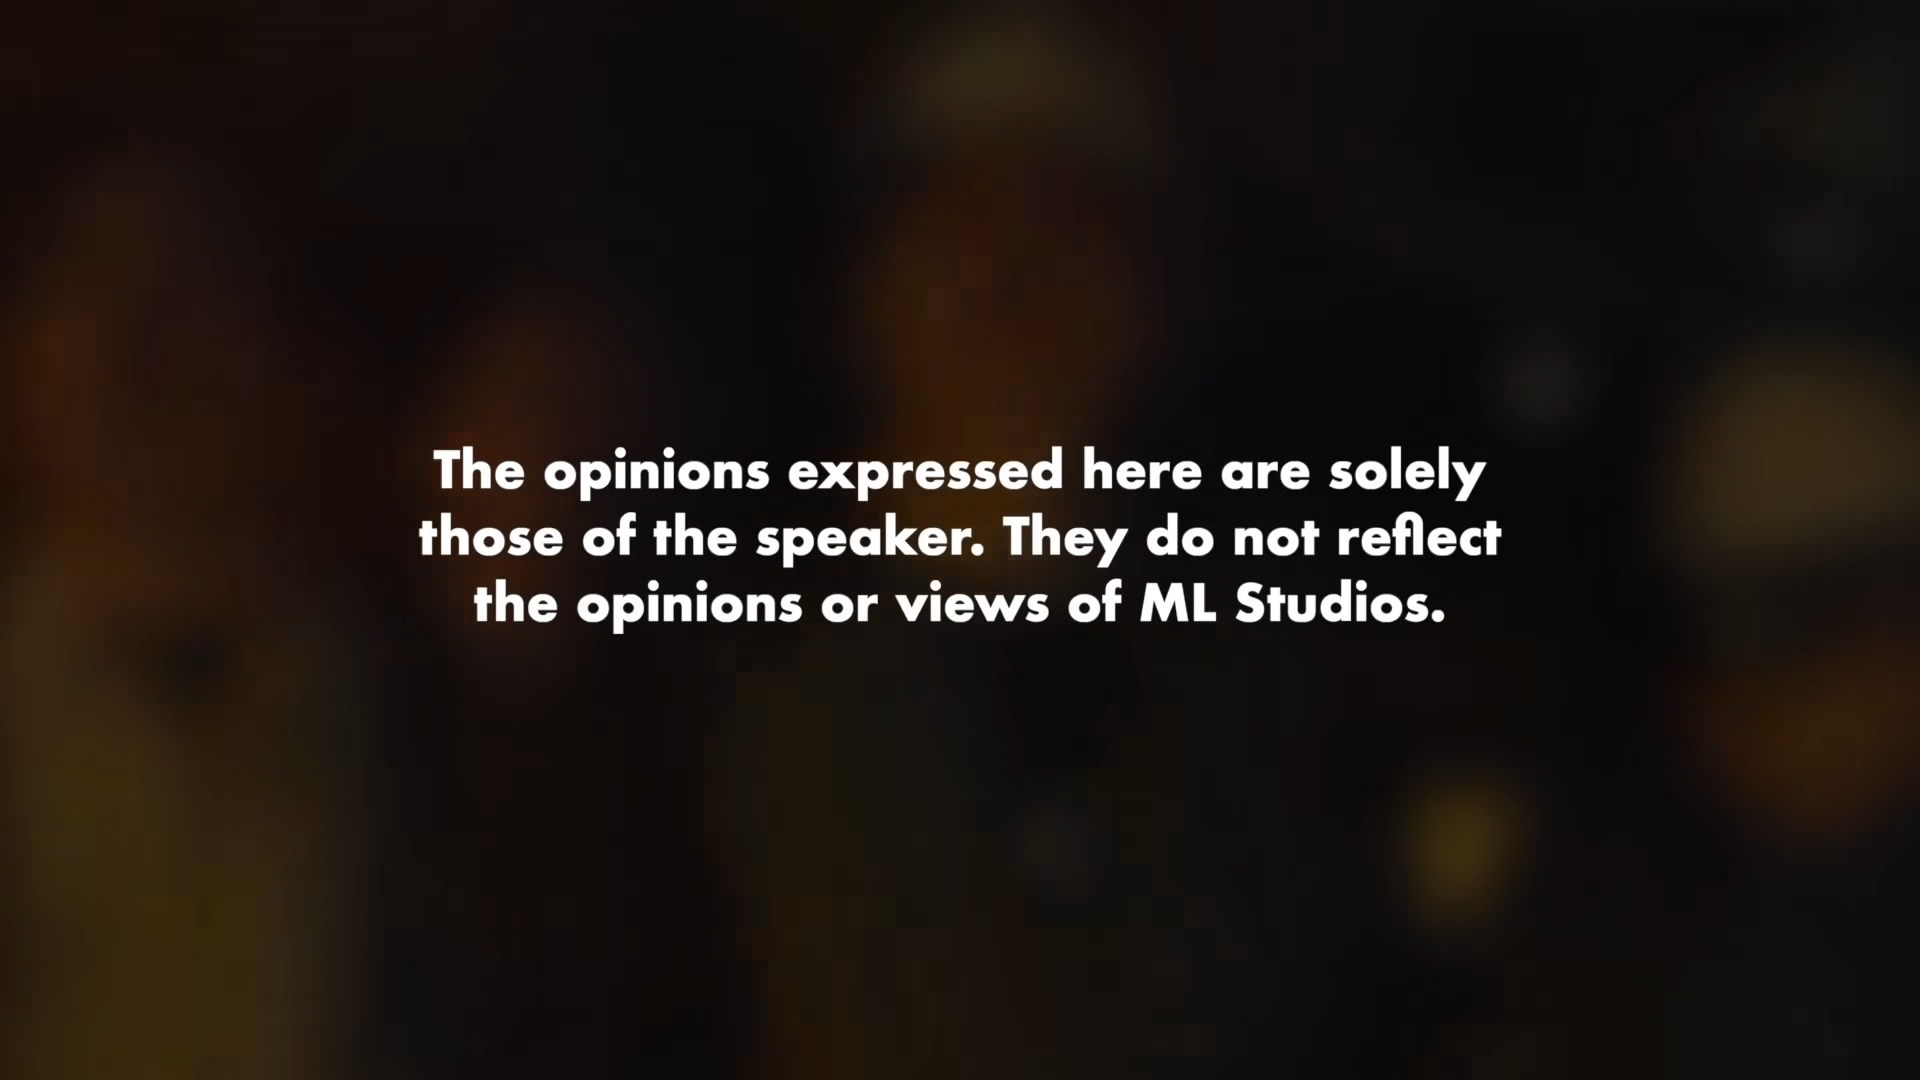 The opinions expressed here are solely
those of the speaker. They do not reflect
the opinions or views of ML Studios.